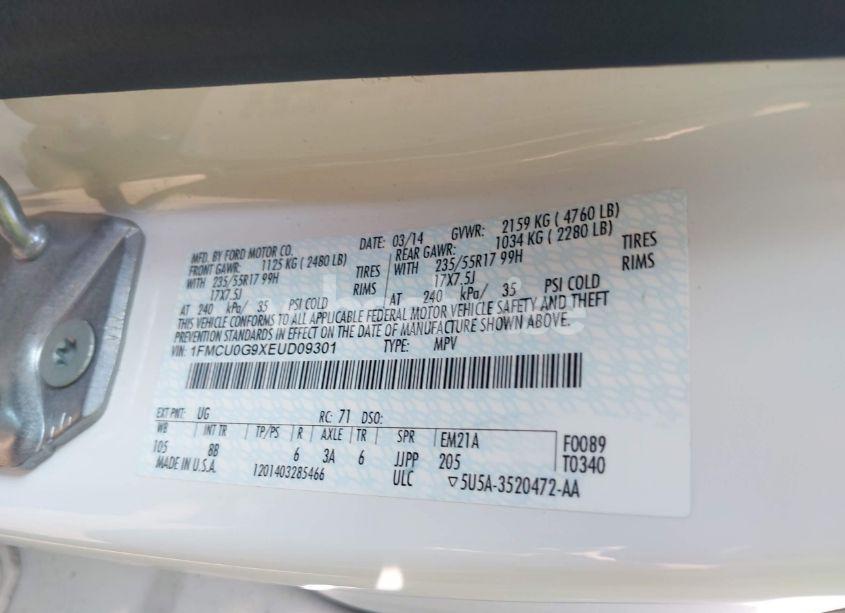 MFD. BY FORD MOTOR CO. DATE: 03/14 GVWR: 2159 KG ( 4760 LB)
FRONT GAWR: 1125 KG ( 2480 LB) REAR GAWR: 1034 KG ( 2280 LB)
WITH 235/55R17 99H TIRES WITH 235/55R17 99H TIRES
17X7.5J RIMS 17X7.5J RIMS
AT 240 kPa/ 35 PSI COLD AT 240 kPa/ 35 PSI COLD
THIS VEHICLE CONFORMS TO ALL APPLICABLE FEDERAL MOTOR VEHICLE SAFETY AND THEFT
PREVENTION STANDARDS IN EFFECT ON THE DATE OF MANUFACTURE SHOWN ABOVE.
VIN: 1FMCU0G9XEUD09301 TYPE: MPV
EXT PNT: UG RC: 71 DSO:
WB INT TR TP/PS R AXLE TR SPR EM21A F0089
105 BB 6 3A 6 JJPP 205 T0340
MADE IN U.S.A. 1201403285466 ULC ▽5U5A-3520472-AA